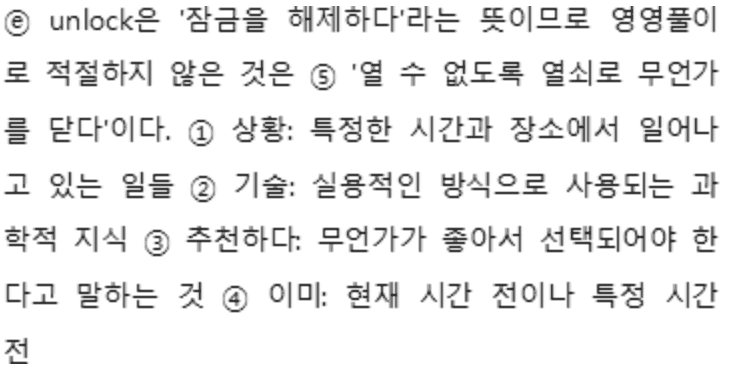 ⓔ unlock은 '잠금을 해제하다'라는 뜻이므로 영영풀이
로 적절하지 않은 것은 ⑤ '열 수 없도록 열쇠로 무언가
를 닫다'이다. ① 상황: 특정한 시간과 장소에서 일어나
고 있는 일들 ② 기술: 실용적인 방식으로 사용되는 과
학적 지식 ③ 추천하다: 무언가가 좋아서 선택되어야 한
다고 말하는 것 ④ 이미: 현재 시간 전이나 특정 시간
전